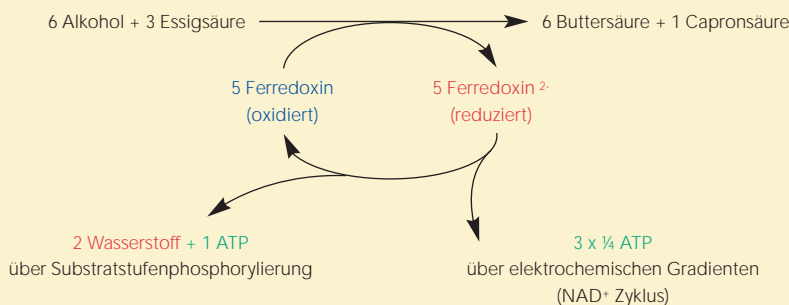 6 Alkohol + 3 Essigsäure
6 Buttersäure + 1 Capronsäure
5 Ferredoxin
(oxidiert)
5 Ferredoxin ²⁻
(reduziert)
2 Wasserstoff + 1 ATP
über Substratstufenphosphorylierung
3 x ¼ ATP
über elektrochemischen Gradienten
(NAD⁺ Zyklus)